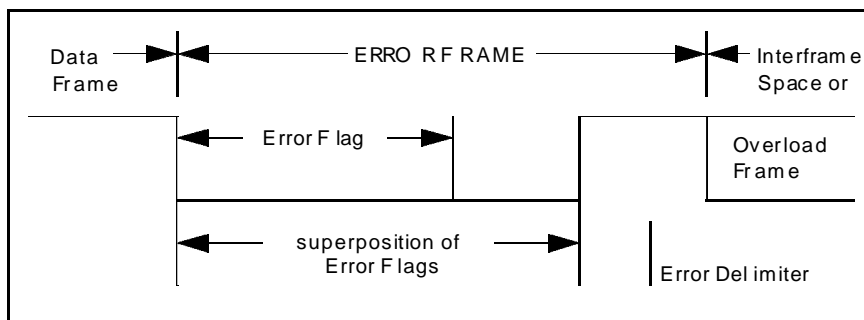 Data
Frame
ERRO R F RAME
Interfram e
Space or
Error F lag
Overload
Fram e
superposition of
Error F lags
Error Del imiter